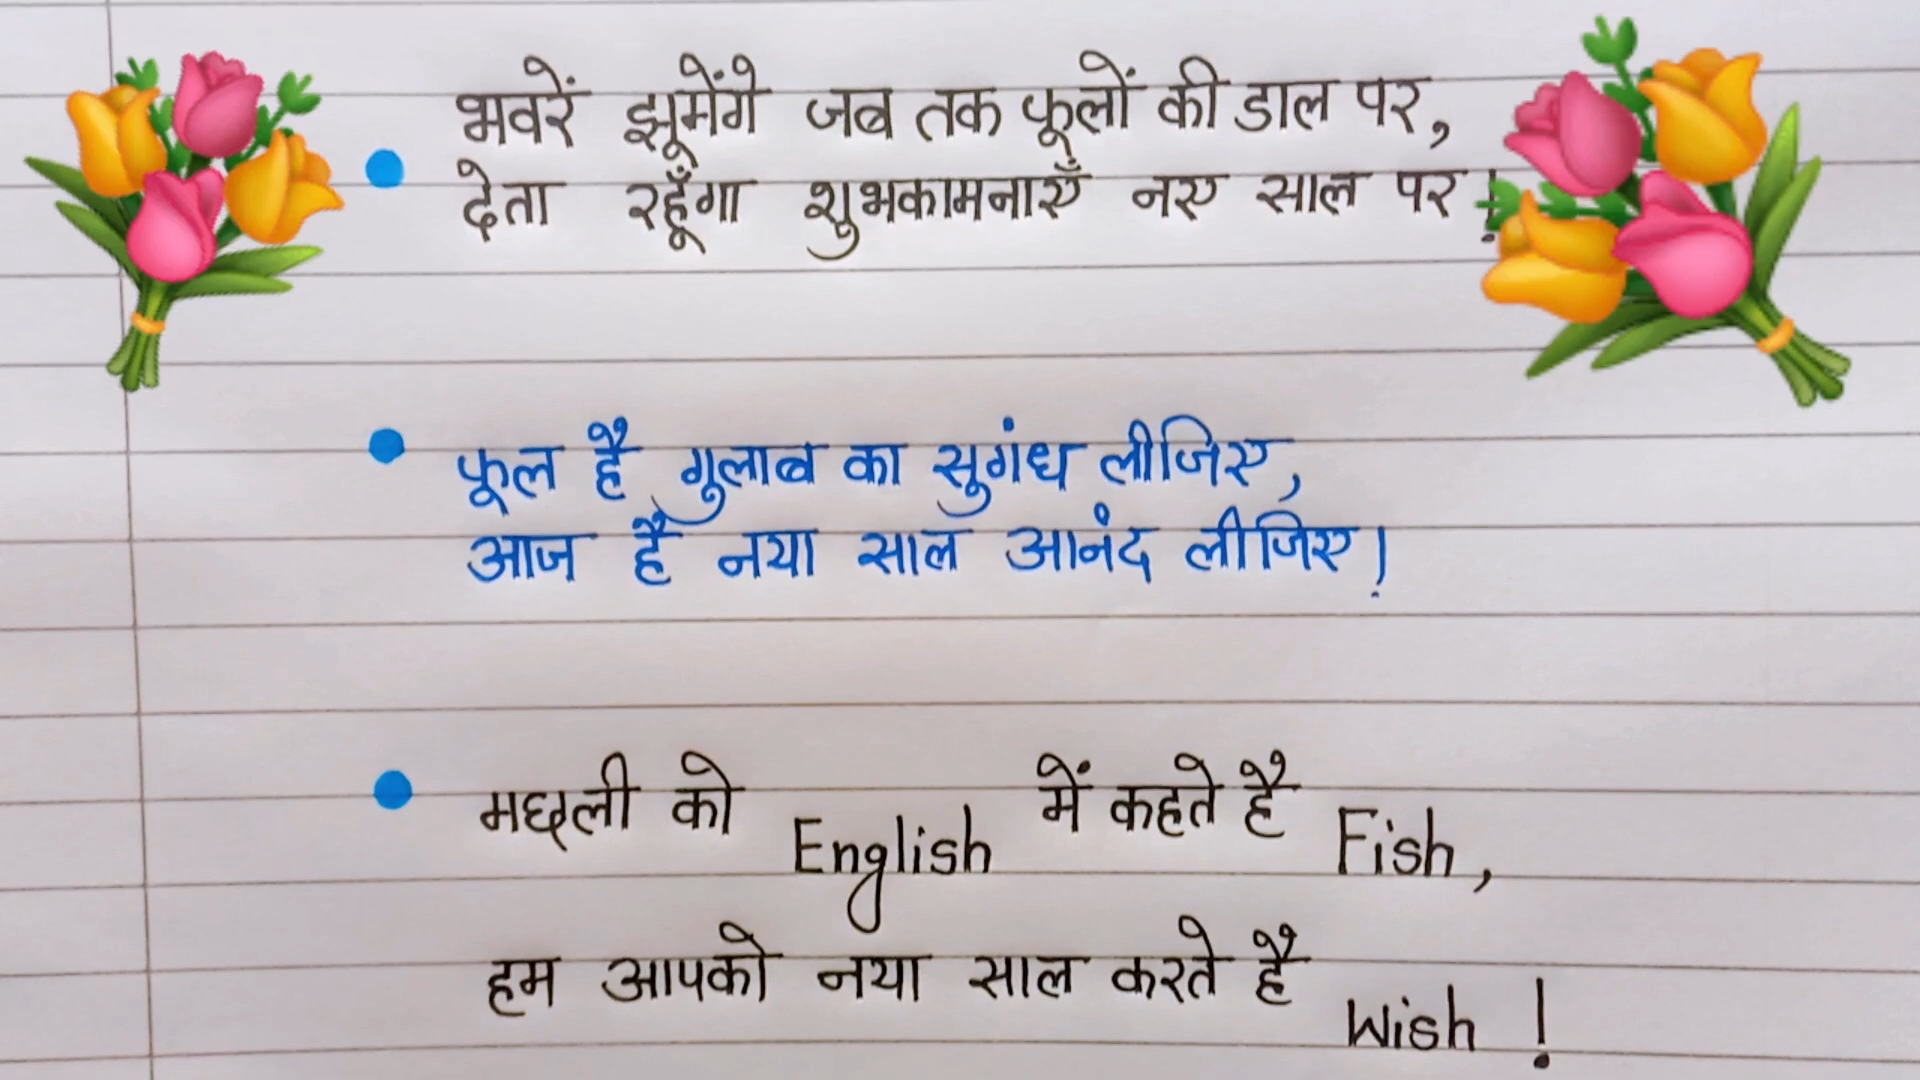 भवरें झूमेंगे जब तक फूलों की डाल पर,
देता रहूँगा शुभकामनाएँ नए साल पर!
फूल है गुलाब का सुगंध लीजिए,
आज है नया साल आनंद लीजिए!
मछली को English में कहते है Fish,
हम आपको नया साल करते है Wish !